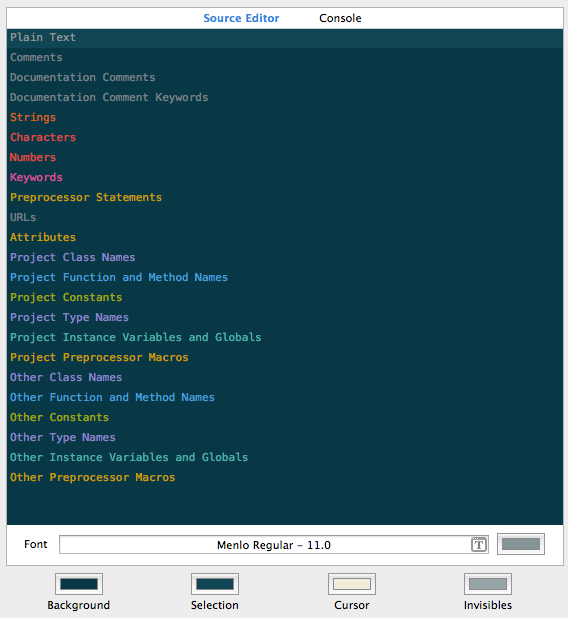 Source Editor Console
Plain Text
Comments
Documentation Comments
Documentation Comment Keywords
Strings
Characters
Numbers
Keywords
Preprocessor Statements
URLs
Attributes
Project Class Names
Project Function and Method Names
Project Constants
Project Type Names
Project Instance Variables and Globals
Project Preprocessor Macros
Other Class Names
Other Function and Method Names
Other Constants
Other Type Names
Other Instance Variables and Globals
Other Preprocessor Macros
Font Menlo Regular - 11.0 T
Background Selection Cursor Invisibles